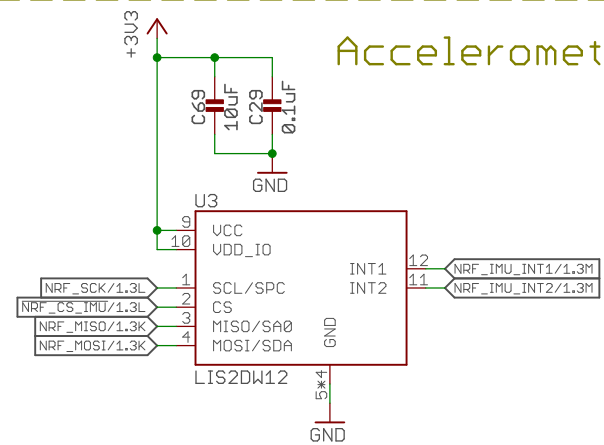 +3V3
Acceleromet
C69
10uF
C29
0.1uF
GND
U3
9
VCC
10
VDD_IO
12
INT1
NRF_IMU_INT1/1.3M
11
INT2
NRF_IMU_INT2/1.3M
NRF_SCK/1.3L
1
SCL/SPC
NRF_CS_IMU/1.3L
2
CS
NRF_MISO/1.3K
3
MISO/SA0
NRF_MOSI/1.3K
4
MOSI/SDA
GND
LIS2DW12
5*4
GND